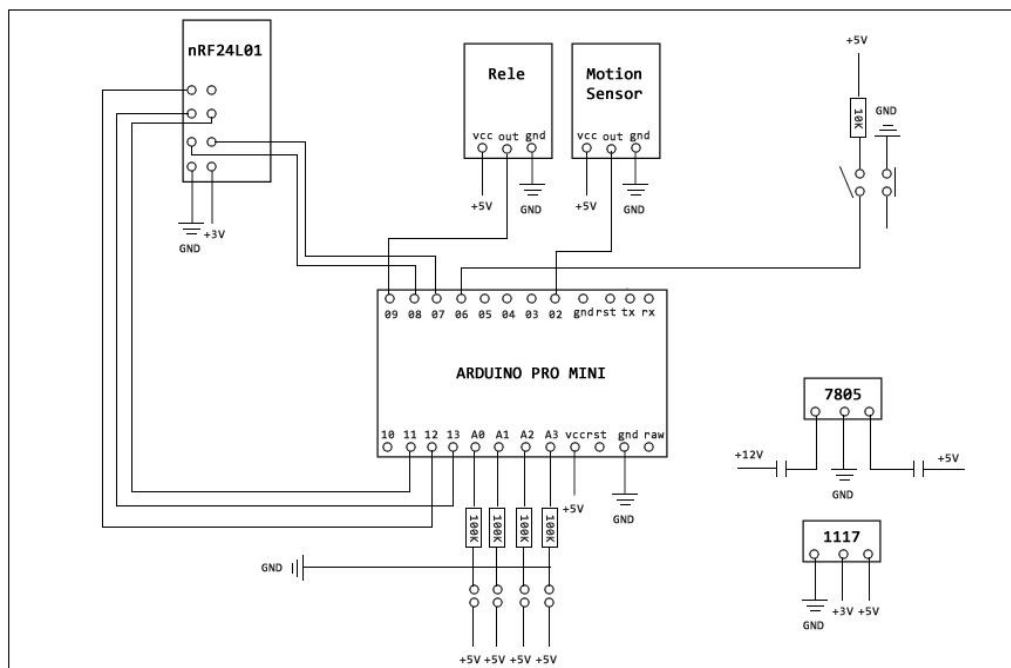 nRF24L01
GND
+3V
Rele
vcc out gnd
+5V
GND
Motion
Sensor
vcc out gnd
+5V
GND
+5V
10K
GND
09 08 07 06 05 04 03 02 gnd rst tx rx
ARDUINO PRO MINI
10 11 12 13 A0 A1 A2 A3 vcc rst gnd raw
100K 100K 100K 100K
+5V
GND
GND
+5V +5V +5V +5V
7805
+12V
GND
+5V
1117
GND
+3V +5V